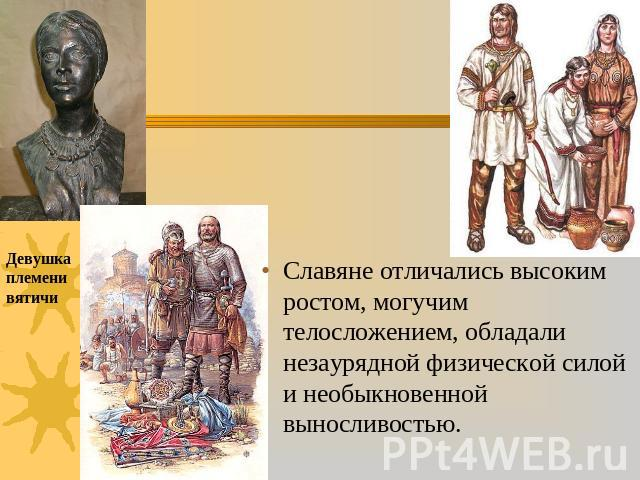 Девушка
племени
вятичи
• Славяне отличались высоким
ростом, могучим
телосложением, обладали
незаурядной физической силой
и необыкновенной
выносливостью.
PPt4WEB.ru